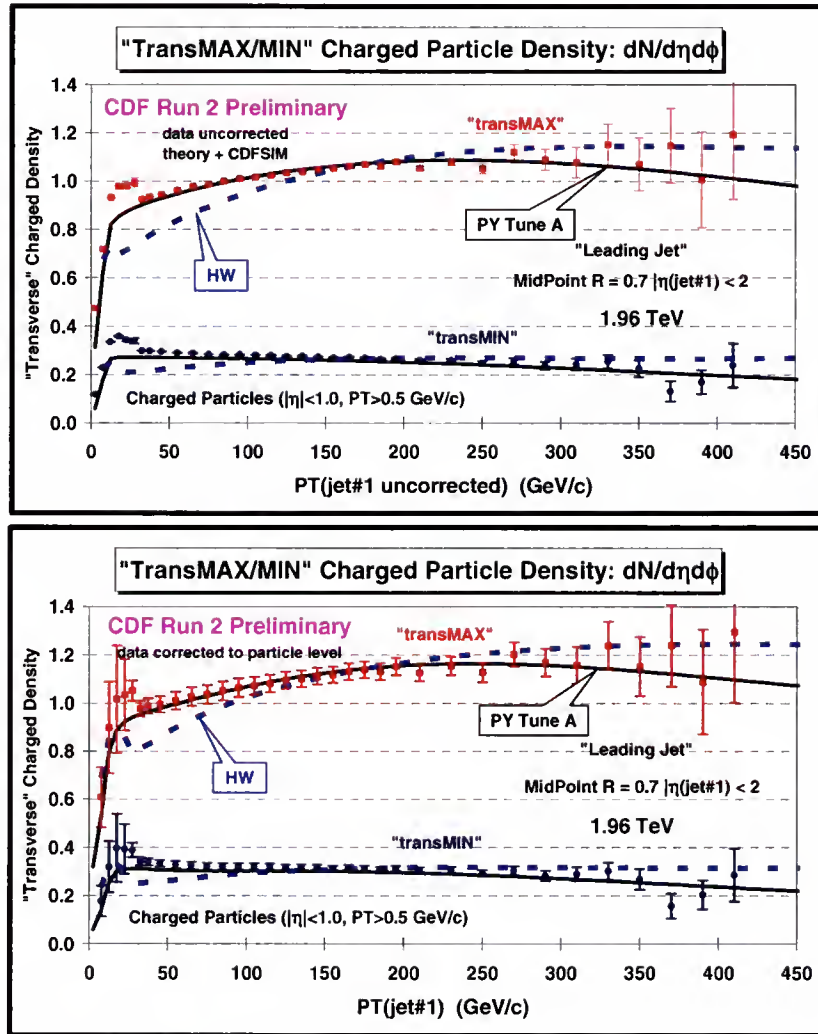 "TransMAX/MIN" Charged Particle Density: dN/dηdϕ
CDF Run 2 Preliminary
data uncorrected
theory + CDFSIM
"transMAX"
PY Tune A
HW
"Leading Jet"
MidPoint R = 0.7 |η(jet#1) < 2
"transMIN"
1.96 TeV
Charged Particles (|η|<1.0, PT>0.5 GeV/c)
"Transverse" Charged Density
1.4
1.2
1.0
0.8
0.6
0.4
0.2
0.0
0 50 100 150 200 250 300 350 400 450
PT(jet#1 uncorrected) (GeV/c)
"TransMAX/MIN" Charged Particle Density: dN/dηdϕ
CDF Run 2 Preliminary
data corrected to particle level
"transMAX"
PY Tune A
HW
"Leading Jet"
MidPoint R = 0.7 |η(jet#1) < 2
"transMIN"
1.96 TeV
Charged Particles (|η|<1.0, PT>0.5 GeV/c)
"Transverse" Charged Density
1.4
1.2
1.0
0.8
0.6
0.4
0.2
0.0
0 50 100 150 200 250 300 350 400 450
PT(jet#1) (GeV/c)